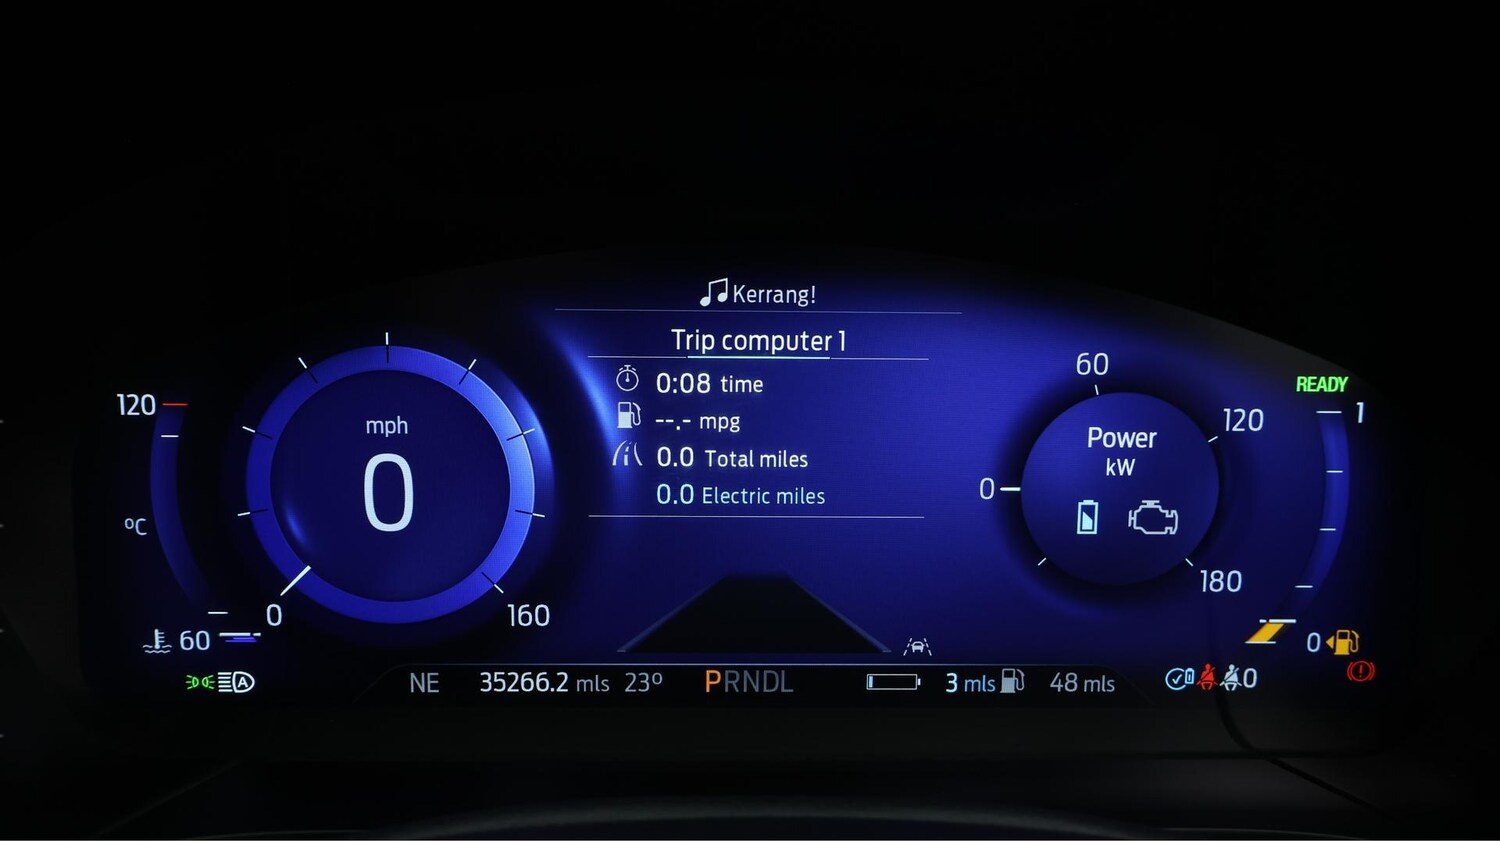 Kerrang!
Trip computer 1
0:08 time
--.- mpg
0.0 Total miles
0.0 Electric miles
120
ºC
60
mph
0
0
160
60
0
120
180
Power
kW
READY
1
0
A
NE 35266.2 mls 23º PRNDL 3 mls 48 mls 0